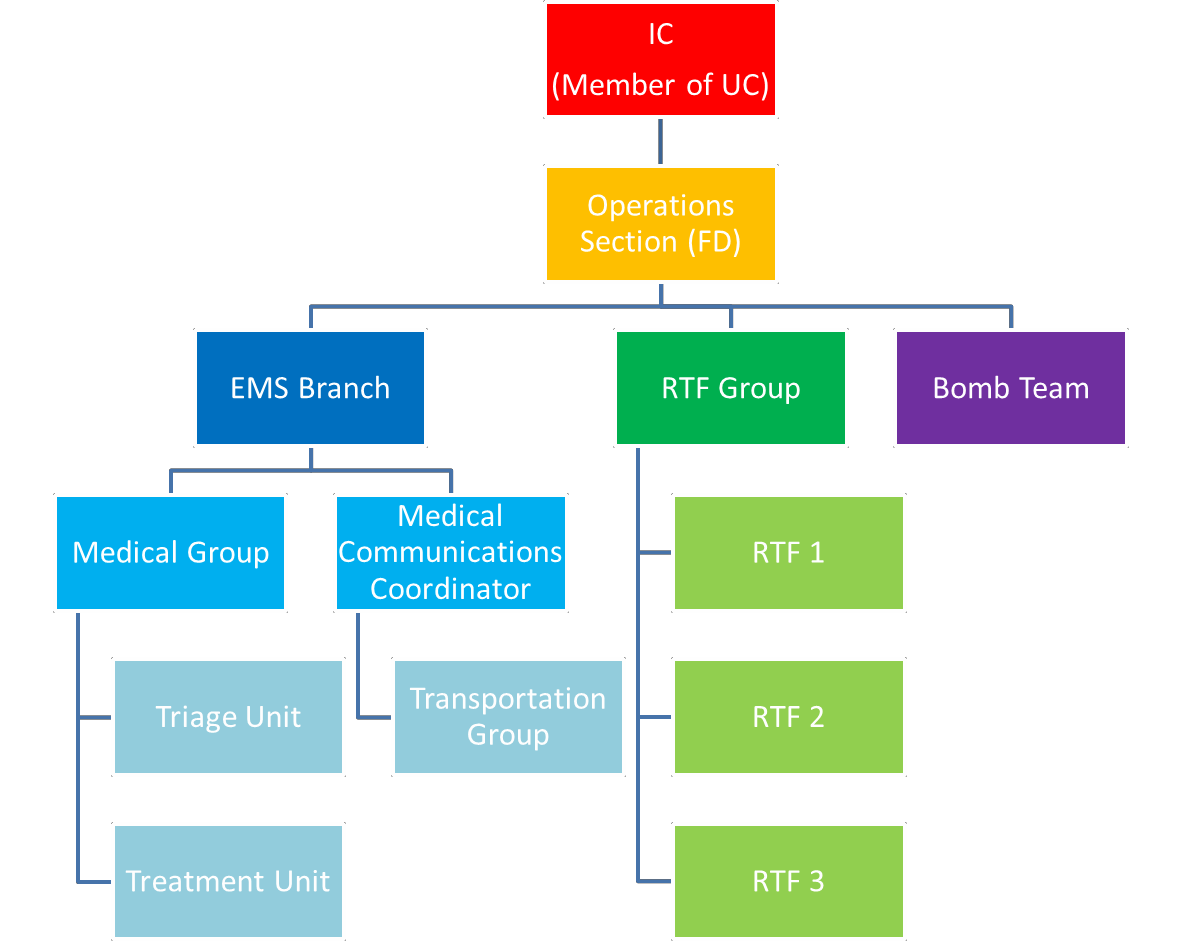 IC
(Member of UC)
Operations
Section (FD)
EMS Branch
RTF Group
Bomb Team
Medical Group
Medical
Communications
Coordinator
RTF 1
Triage Unit
Transportation
Group
RTF 2
Treatment Unit
RTF 3